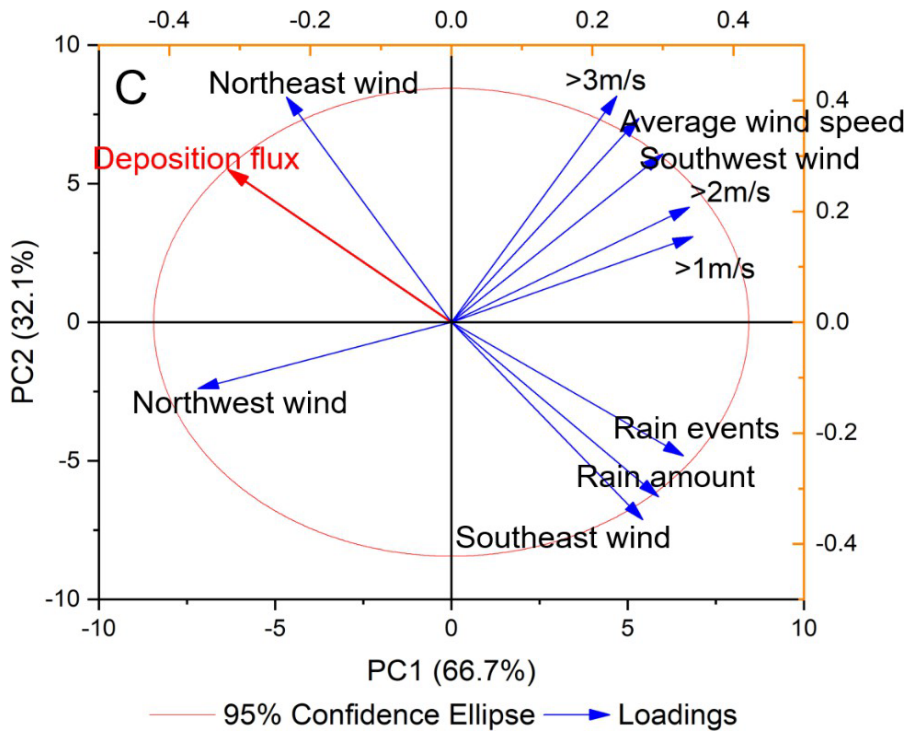 -0.4 -0.2 0.0 0.2 0.4
10
C
Northeast wind
>3m/s
0.4
Average wind speed
Deposition flux
Southwest wind
5
>2m/s
0.2
>1m/s
0
0.0
PC2 (32.1%)
Northwest wind
Rain events
-0.2
-5
Rain amount
Southeast wind
-0.4
-10
-10 -5 0 5 10
PC1 (66.7%)
95% Confidence Ellipse Loadings